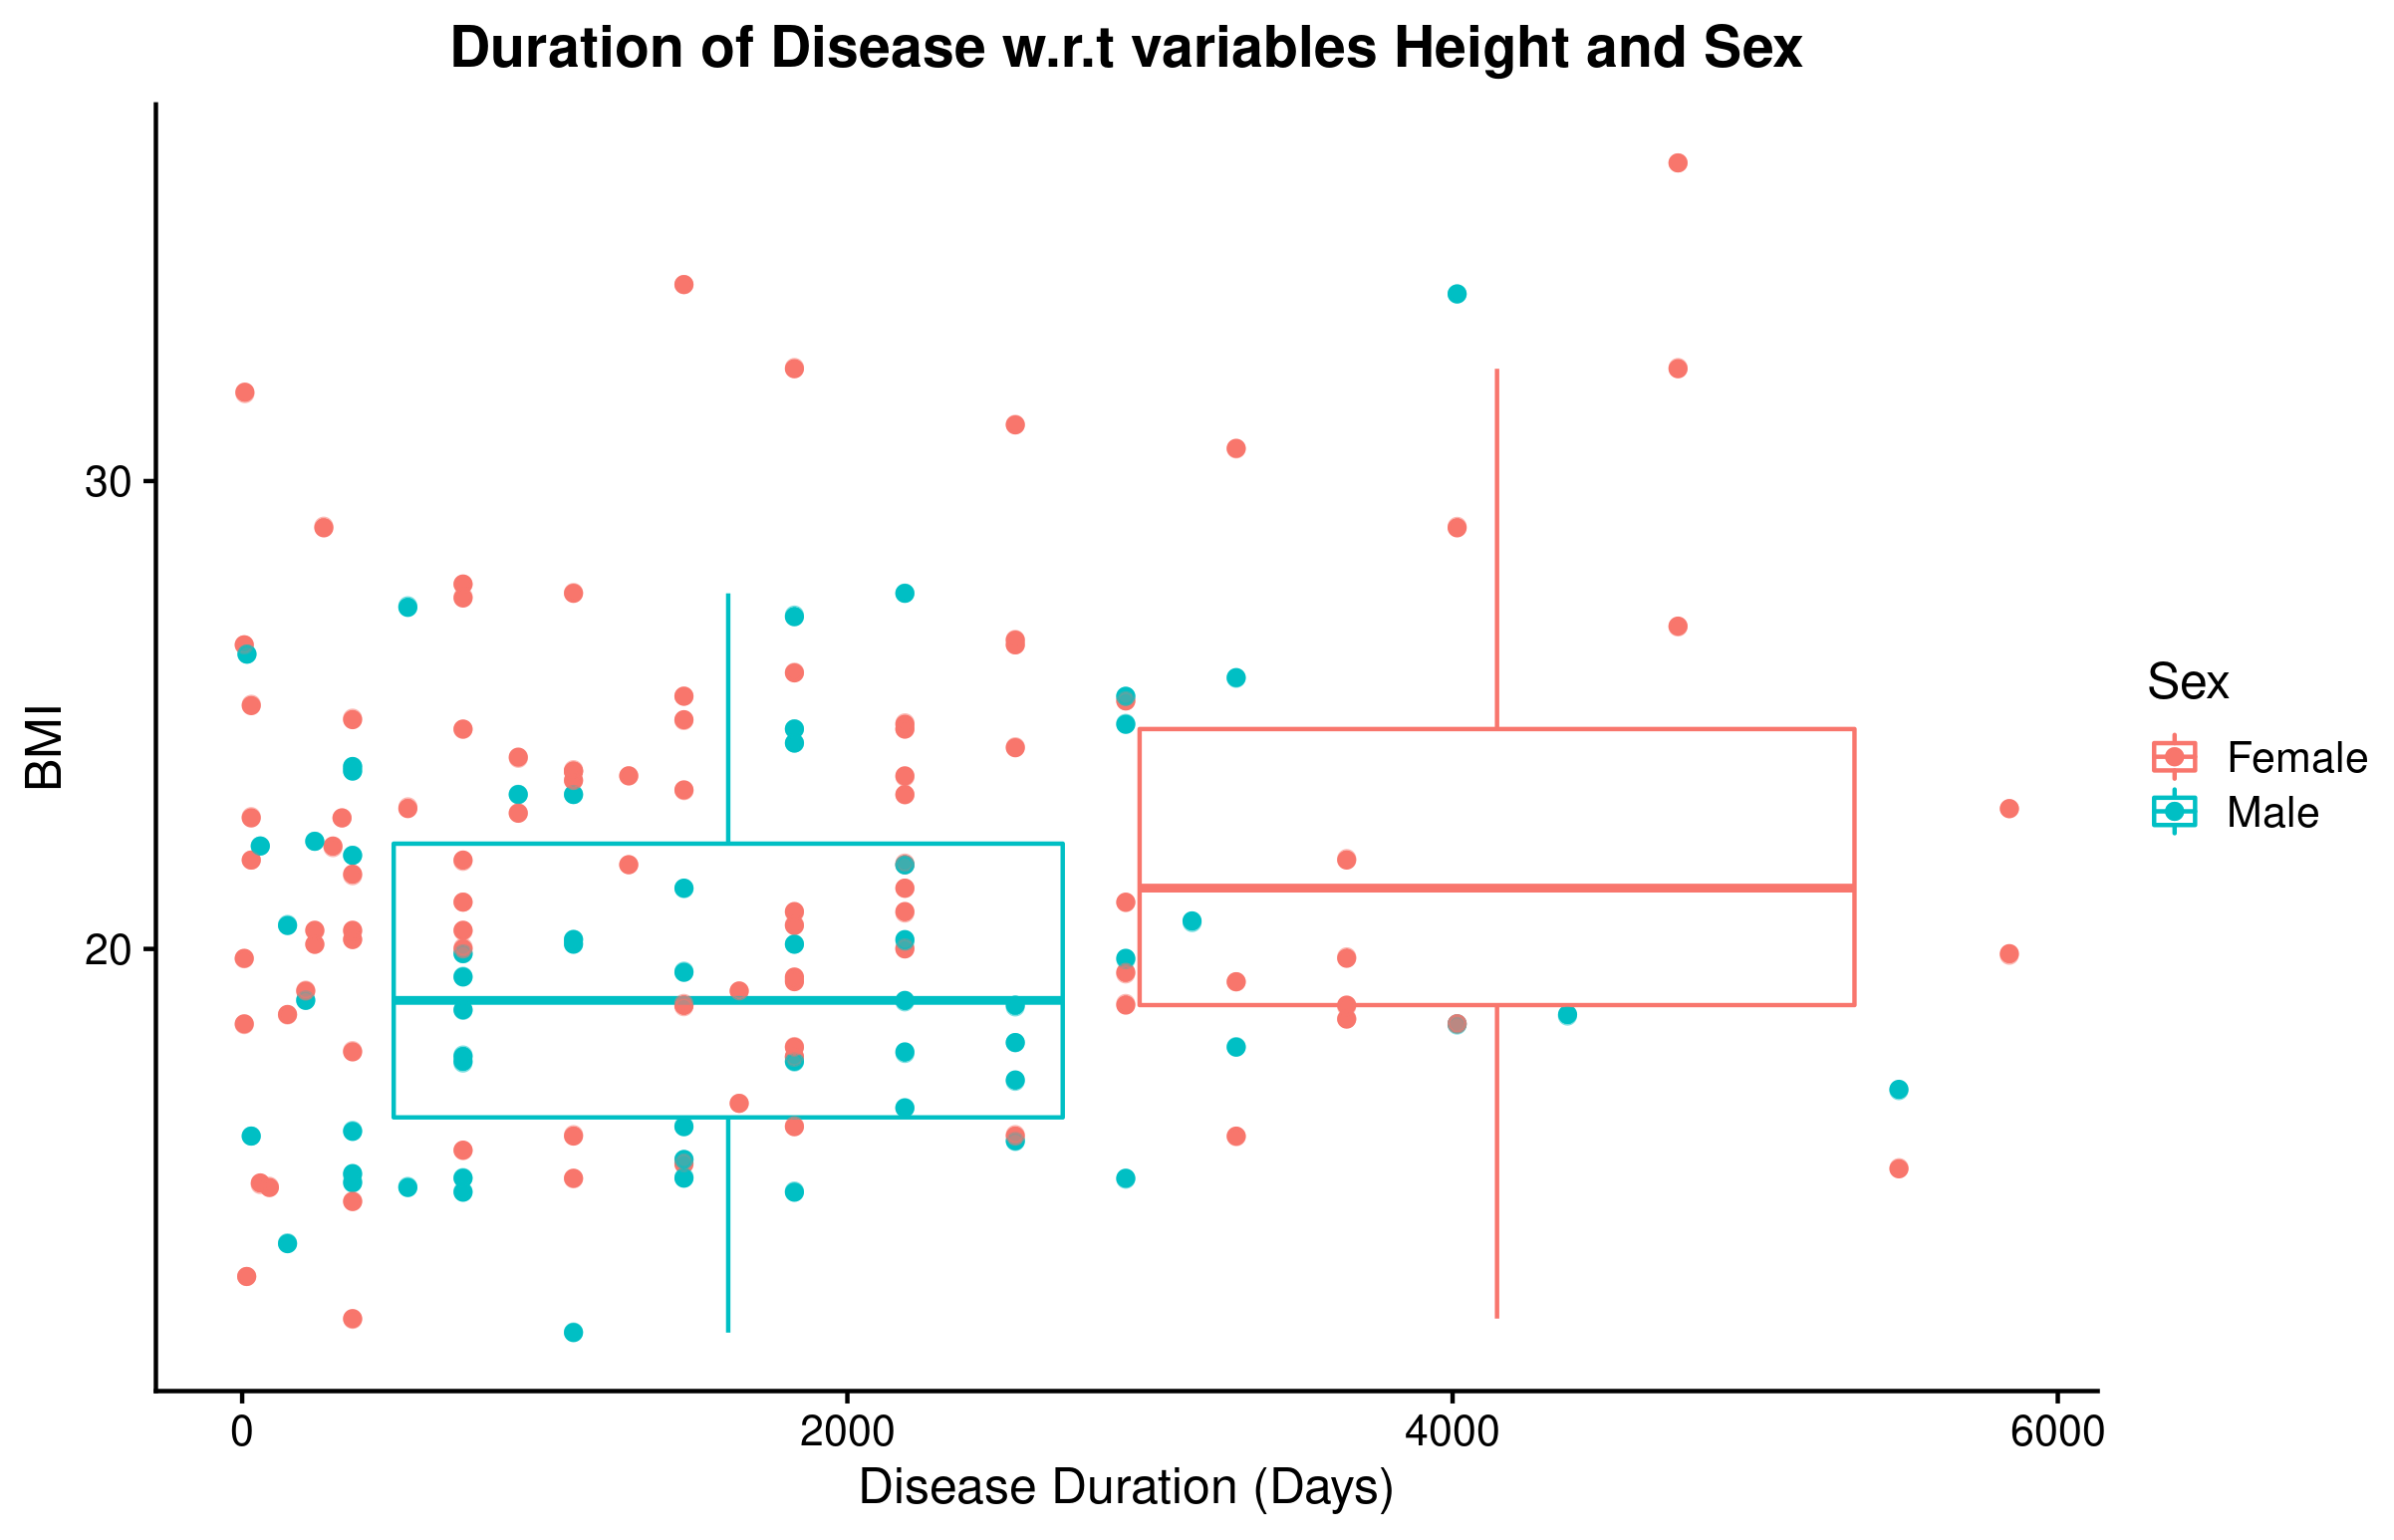 Duration of Disease w.r.t variables Height and Sex
BMI
30
20
0 2000 4000 6000
Disease Duration (Days)
Sex
Female
Male